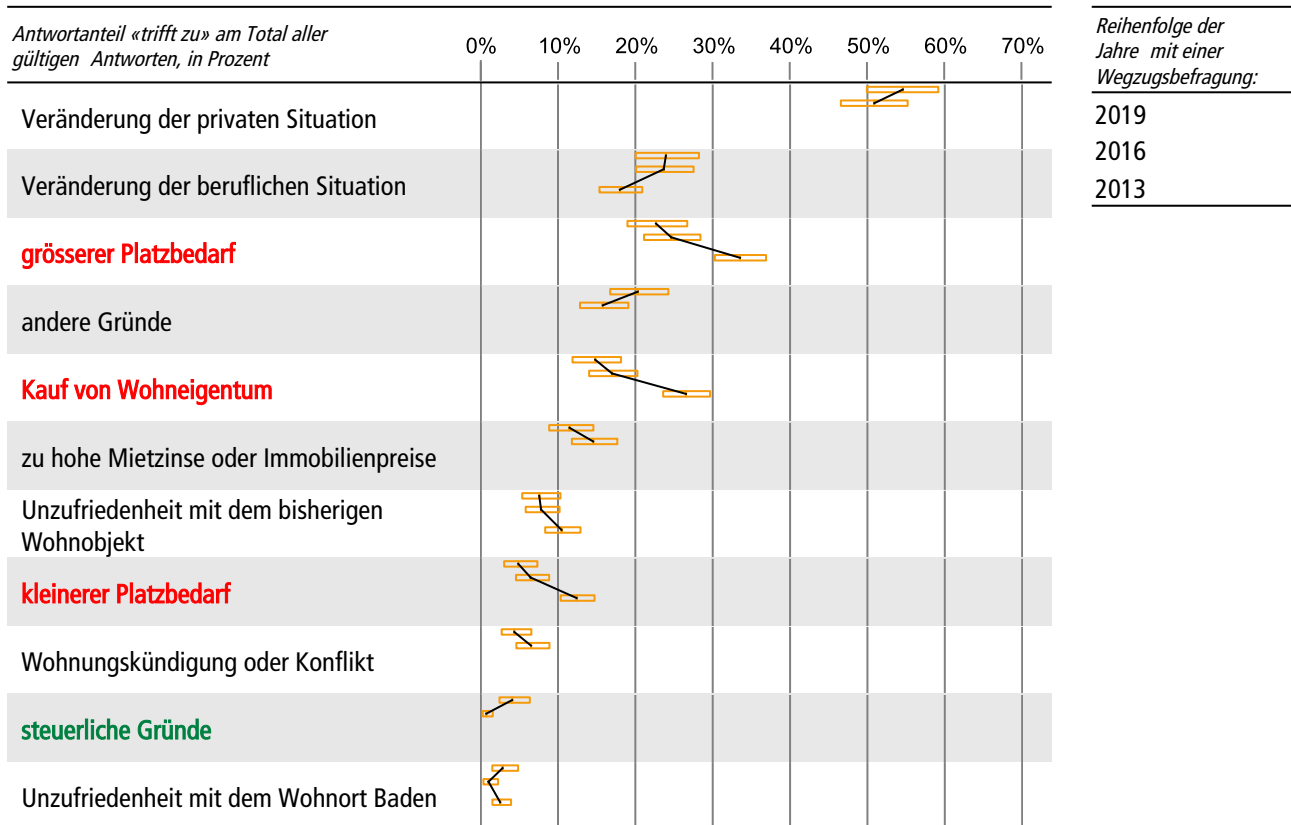 Antwortanteil «trifft zu» am Total aller
gültigen Antworten, in Prozent
0% 10% 20% 30% 40% 50% 60% 70%
Veränderung der privaten Situation
Veränderung der beruflichen Situation
grösserer Platzbedarf
andere Gründe
Kauf von Wohneigentum
zu hohe Mietzinse oder Immobilienpreise
Unzufriedenheit mit dem bisherigen
Wohnobjekt
kleinerer Platzbedarf
Wohnungskündigung oder Konflikt
steuerliche Gründe
Unzufriedenheit mit dem Wohnort Baden
Reihenfolge der
Jahre mit einer
Wegzugsbefragung:
2019
2016
2013